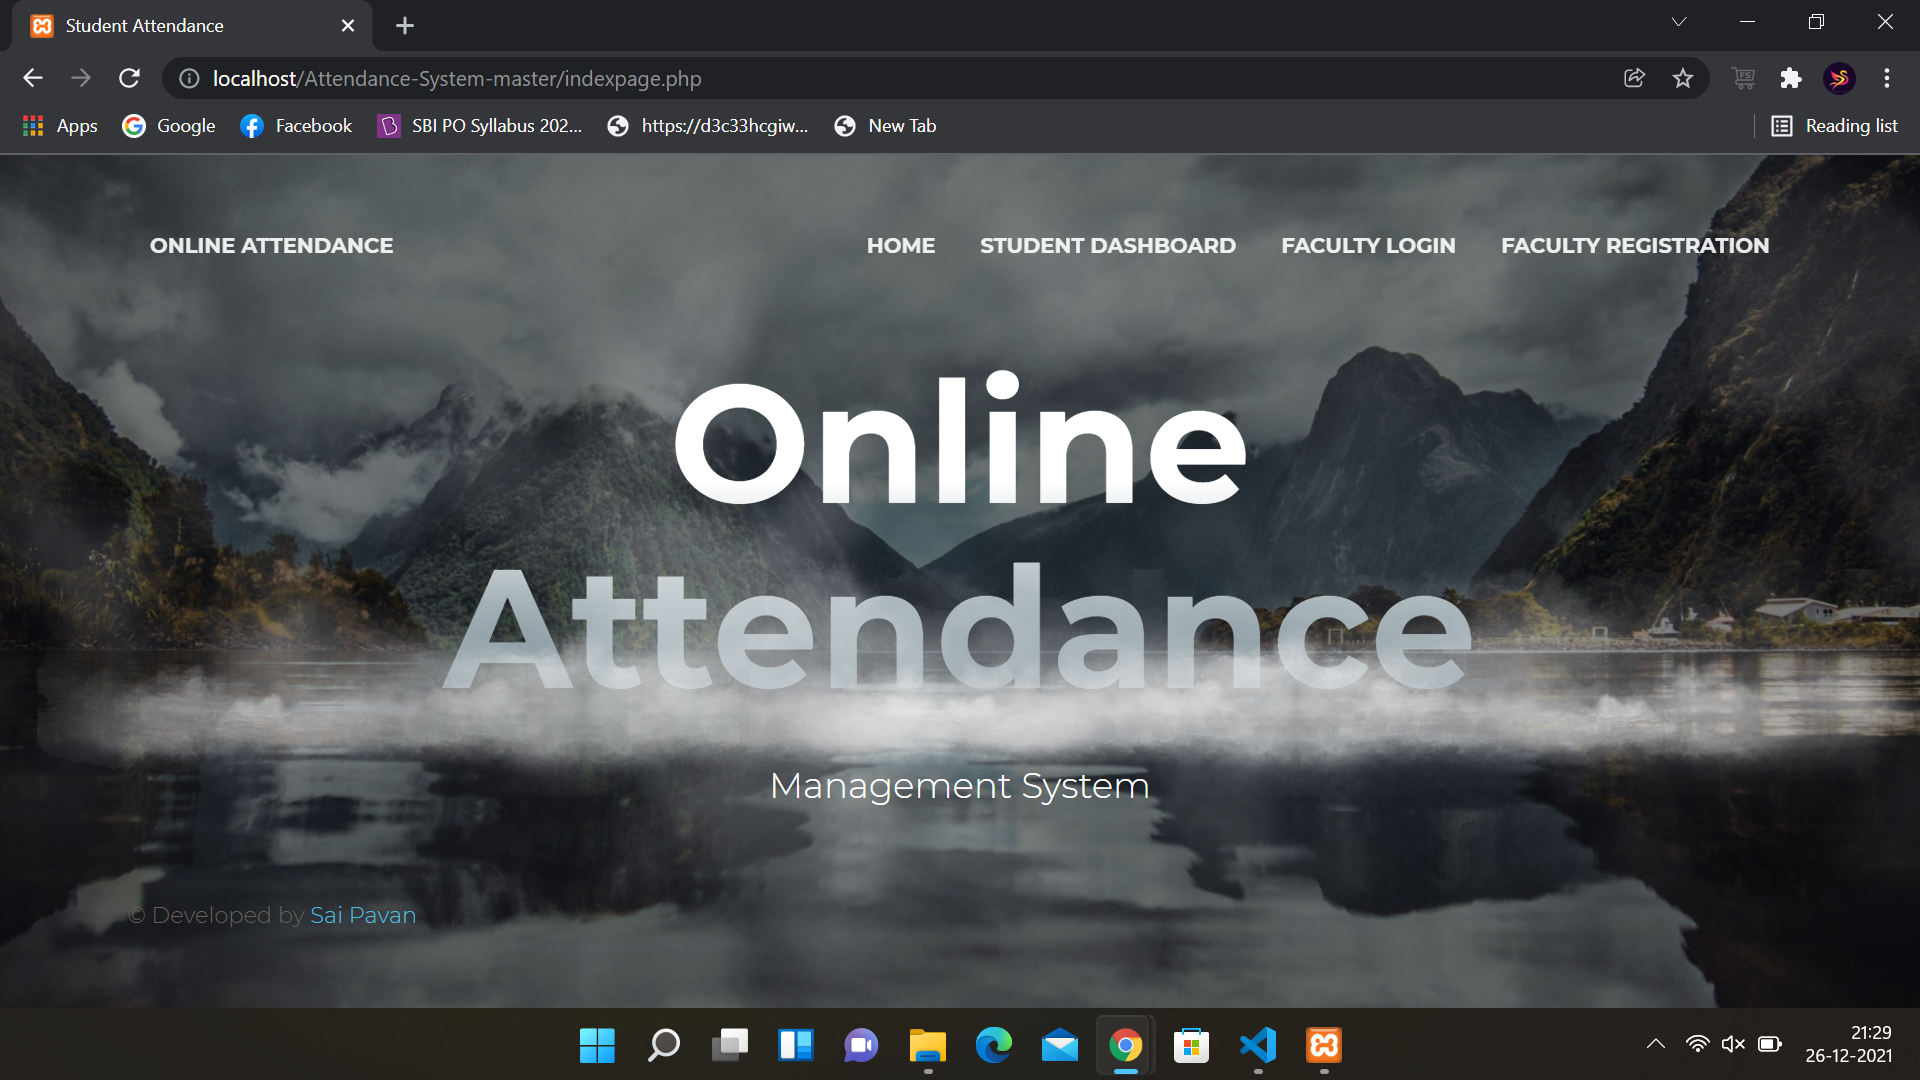 Student Attendance
localhost/Attendance-System-master/indexpage.php
Apps Google Facebook SBI PO Syllabus 202... https://d3c33hcgiw... New Tab Reading list
ONLINE ATTENDANCE HOME STUDENT DASHBOARD FACULTY LOGIN FACULTY REGISTRATION
Online
Attendance
Management System
© Developed by Sai Pavan
21:29
26-12-2021